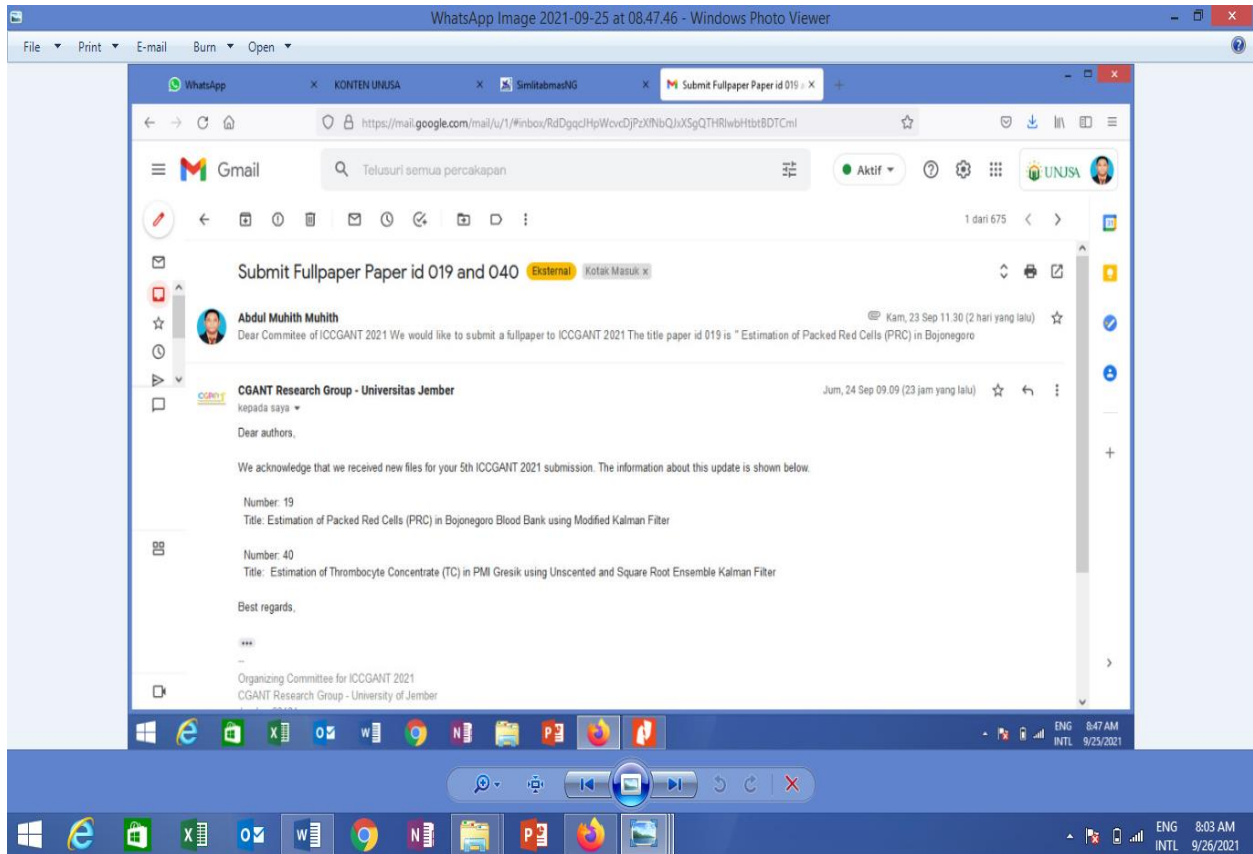 WhatsApp Image 2021-09-25 at 08.47.46 - Windows Photo Viewer
File Print E-mail Burn Open
WhatsApp KONTEN UNUSA SimlitabmasNG Submit Fullpaper Paper id 019
Gmail Telusuri semua percakapan Aktif UNUSA
1 dari 675
Submit Fullpaper Paper id 019 and 040 Eksternal Kotak Masuk x
Abdul Muhith Muhith Kam, 23 Sep 11.30 (2 hari yang lalu)
Dear Commitee of ICCGANT 2021 We would like to submit a fullpaper to ICCGANT 2021 The title paper id 019 is " Estimation of Packed Red Cells (PRC) in Bojonegoro
CGANT Research Group - Universitas Jember Jum, 24 Sep 09.09 (23 jam yang lalu)
kepada saya
Dear authors,
We acknowledge that we received new files for your 5th ICCGANT 2021 submission. The information about this update is shown below.
Number: 19
Title: Estimation of Packed Red Cells (PRC) in Bojonegoro Blood Bank using Modified Kalman Filter
Number: 40
Title: Estimation of Thrombocyte Concentrate (TC) in PMI Gresik using Unscented and Square Root Ensemble Kalman Filter
Best regards,
--
Organizing Committee for ICCGANT 2021
CGANT Research Group - University of Jember
ENG 8:47 AM
INTL 9/25/2021
ENG 8:03 AM
INTL 9/26/2021